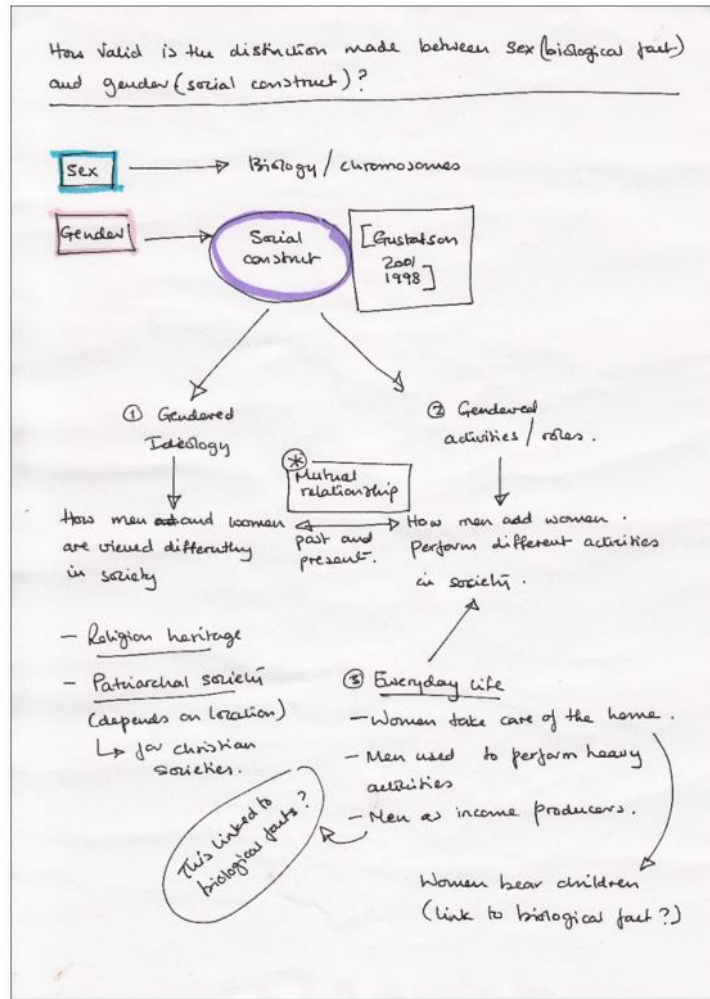 How valid is the distinction made between sex (biological fact)
and gender (social construct)?
Sex
Biology / chromosomes
Gender
Social
construct
[Gustafson
2001
1998]
① Gendered
Ideology
② Gendered
activities / roles.
*
Mutual
relationship
How men and women
are viewed differently
in society
past and
present.
How men and women.
Perform different activities
in society.
- Religion heritage
- Patriarchal society
(depends on location)
↳ for christian
societies.
③ Everyday life
- Women take care of the home.
- Men used to perform heavy
activities
- Men as income producers.
This linked to
biological facts?
Women bear children
(link to biological fact?)